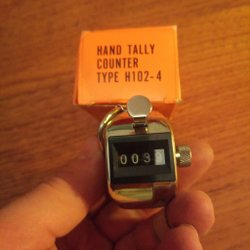 HAND TALLY
COUNTER
TYPE H102-4
003